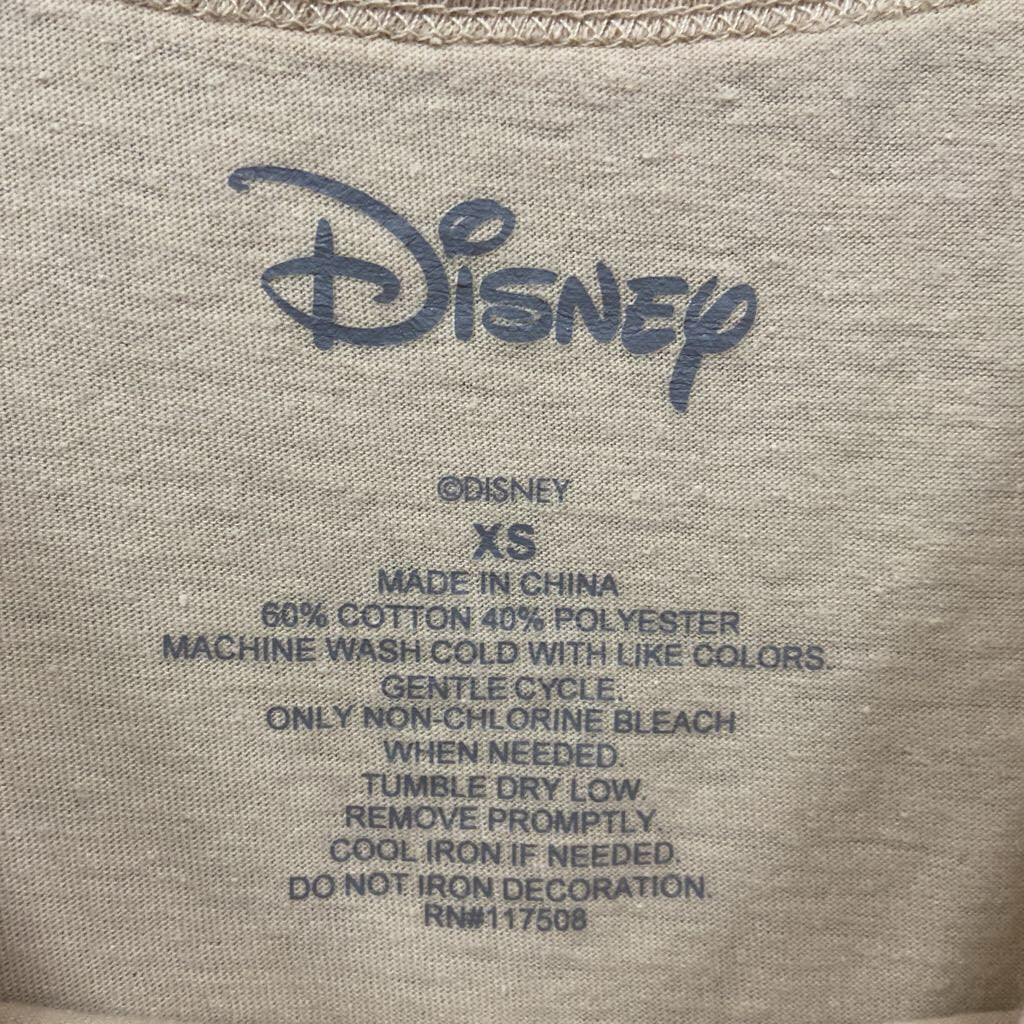 Disney
©DISNEY
XS
MADE IN CHINA
60% COTTON 40% POLYESTER
MACHINE WASH COLD WITH LIKE COLORS.
GENTLE CYCLE.
ONLY NON-CHLORINE BLEACH
WHEN NEEDED.
TUMBLE DRY LOW.
REMOVE PROMPTLY.
COOL IRON IF NEEDED.
DO NOT IRON DECORATION.
RN#117508